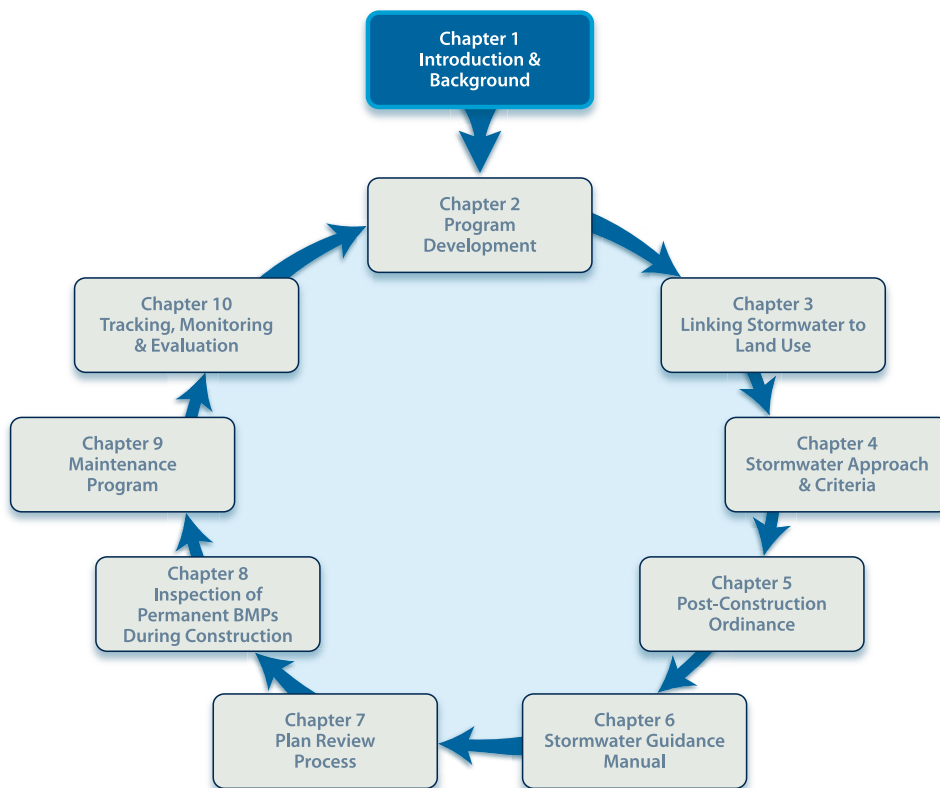 Chapter 1
Introduction &
Background
Chapter 2
Program
Development
Chapter 3
Linking Stormwater to
Land Use
Chapter 4
Stormwater Approach
& Criteria
Chapter 5
Post-Construction
Ordinance
Chapter 6
Stormwater Guidance
Manual
Chapter 7
Plan Review
Process
Chapter 8
Inspection of
Permanent BMPs
During Construction
Chapter 9
Maintenance
Program
Chapter 10
Tracking, Monitoring
& Evaluation